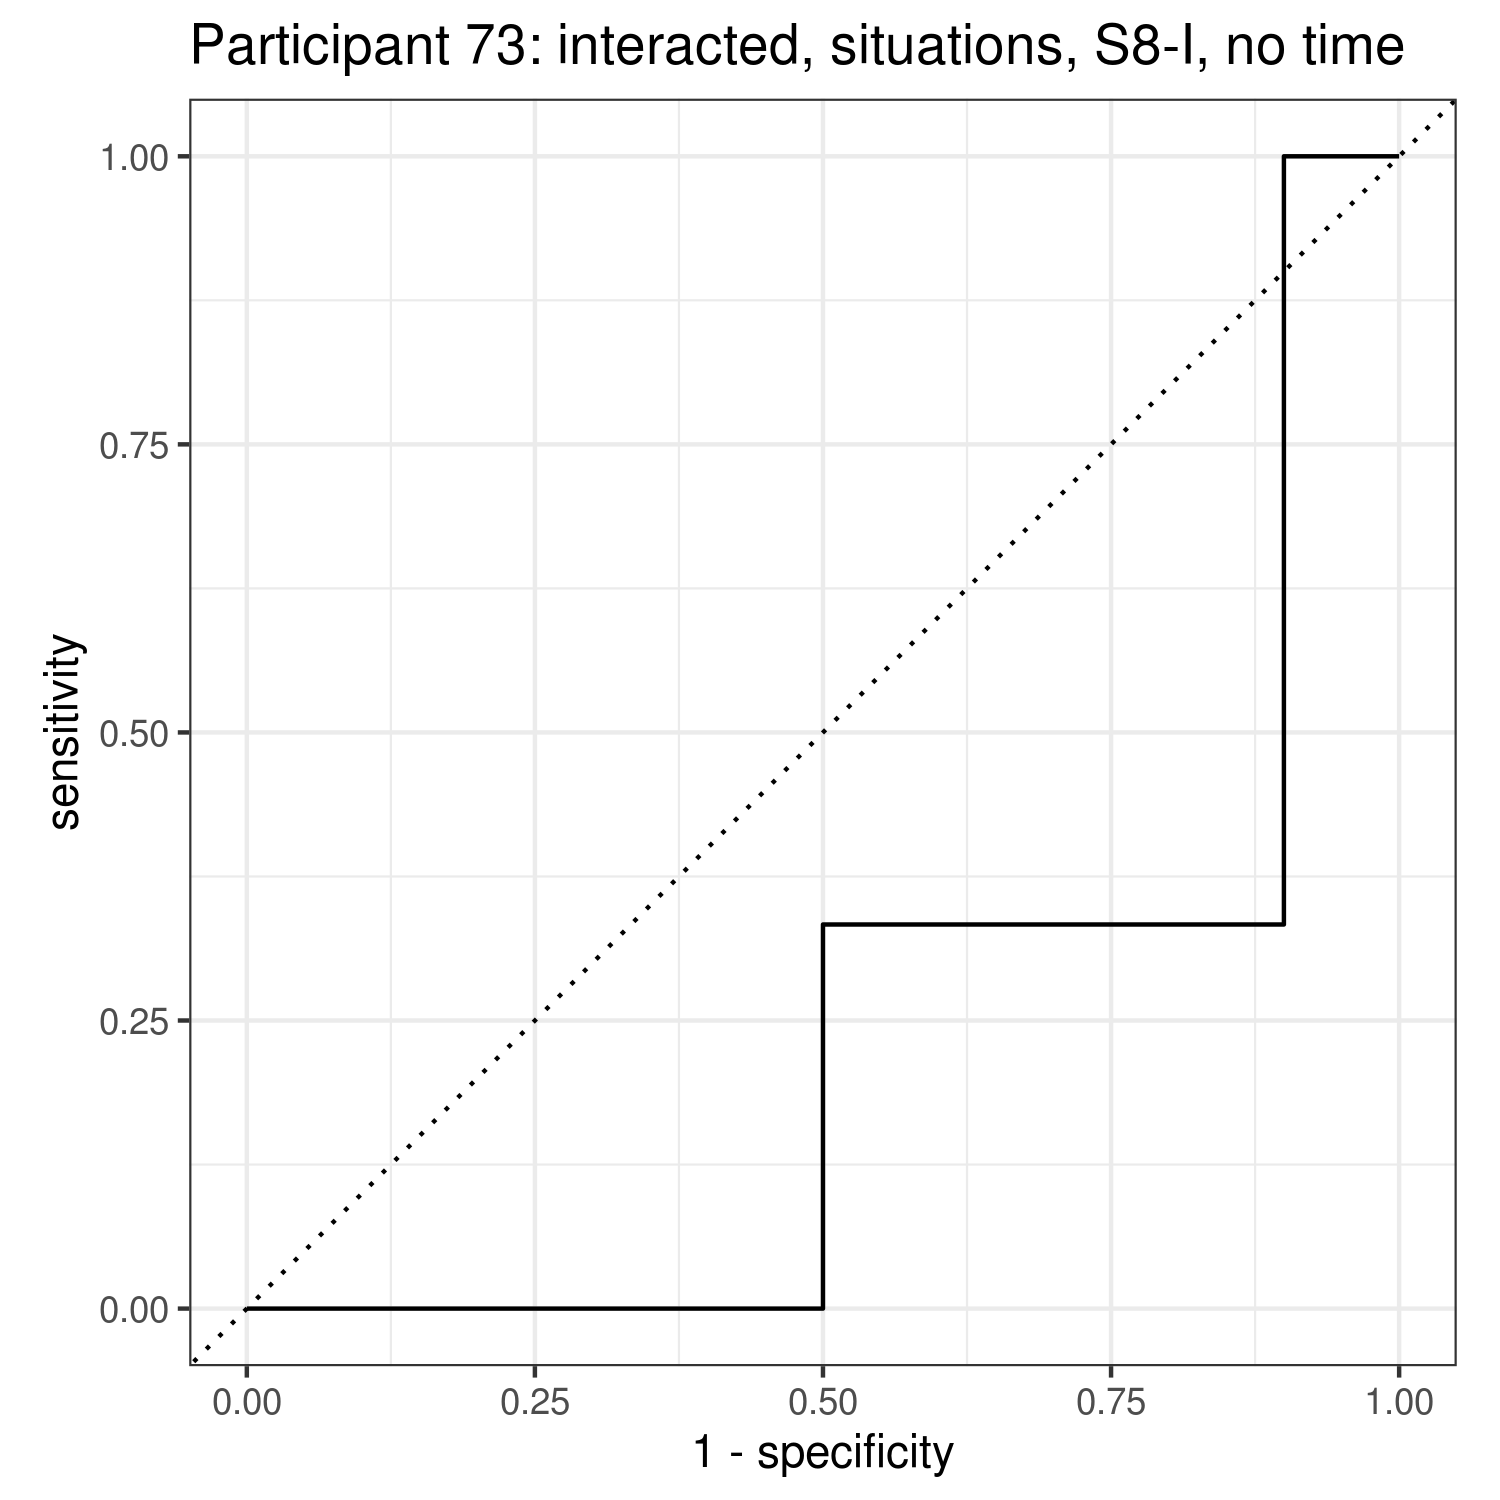 Participant 73: interacted, situations, S8-I, no time
1.00
0.75
0.50
0.25
0.00
sensitivity
0.00 0.25 0.50 0.75 1.00
1 - specificity